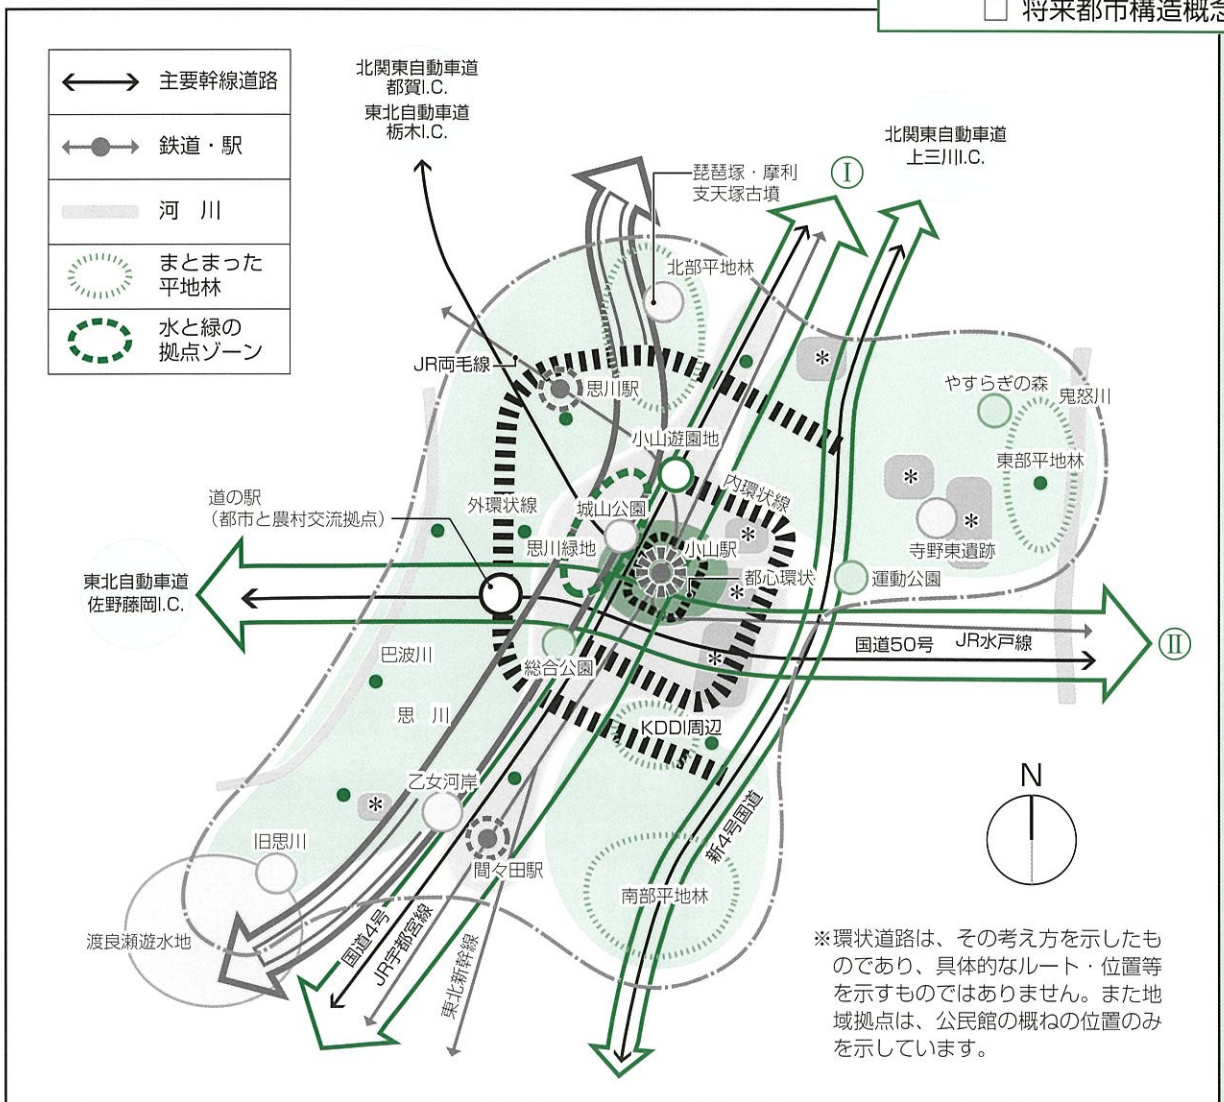 □ 将来都市構造概念
主要幹線道路
鉄道・駅
河　川
まとまった
平地林
水と緑の
拠点ゾーン
北関東自動車道
都賀I.C.
東北自動車道
栃木I.C.
北関東自動車道
上三川I.C.
琵琶塚・摩利
支天塚古墳
Ⅰ
北部平地林
JR両毛線
思川駅
やすらぎの森
鬼怒川
小山遊園地
東部平地林
道の駅
（都市と農村交流拠点）
外環状線
城山公園
内環状線
思川緑地
小山駅
寺野東遺跡
東北自動車道
佐野藤岡I.C.
都心環状
運動公園
国道50号
JR水戸線
Ⅱ
巴波川
総合公園
思　川
KDDI周辺
乙女河岸
新4号国道
旧思川
間々田駅
南部平地林
渡良瀬遊水地
国道4号
JR宇都宮線
東北新幹線
N
※環状道路は、その考え方を示したも
のであり、具体的なルート・位置等
を示すものではありません。また地
域拠点は、公民館の概ねの位置のみ
を示しています。
*
*
*
*
*
*
*